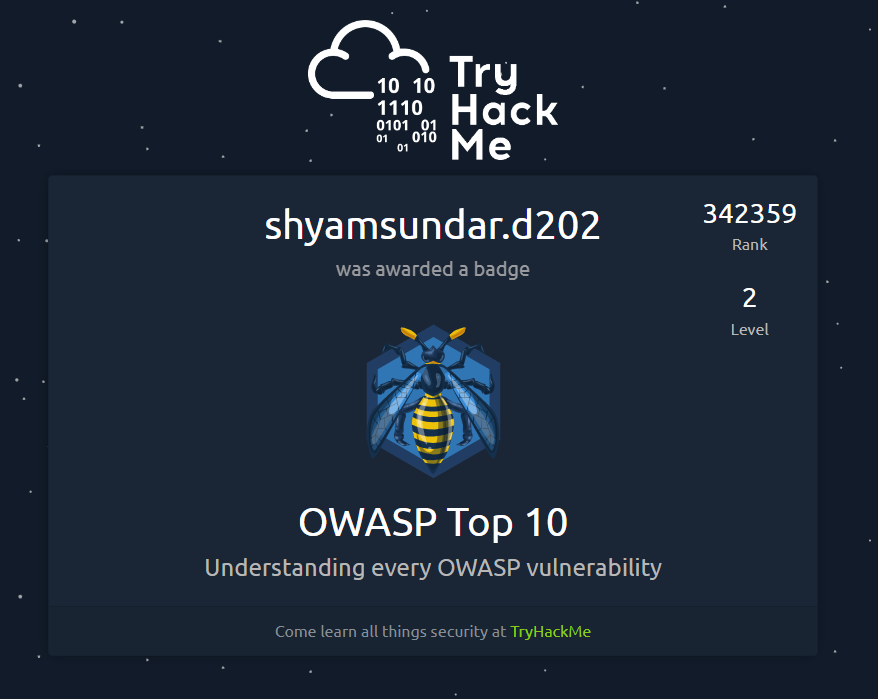 10 10
1110
0101 01
01 010
01
Try
Hack
Me
shyamsundar.d202
was awarded a badge
342359
Rank
2
Level
OWASP Top 10
Understanding every OWASP vulnerability
Come learn all things security at TryHackMe